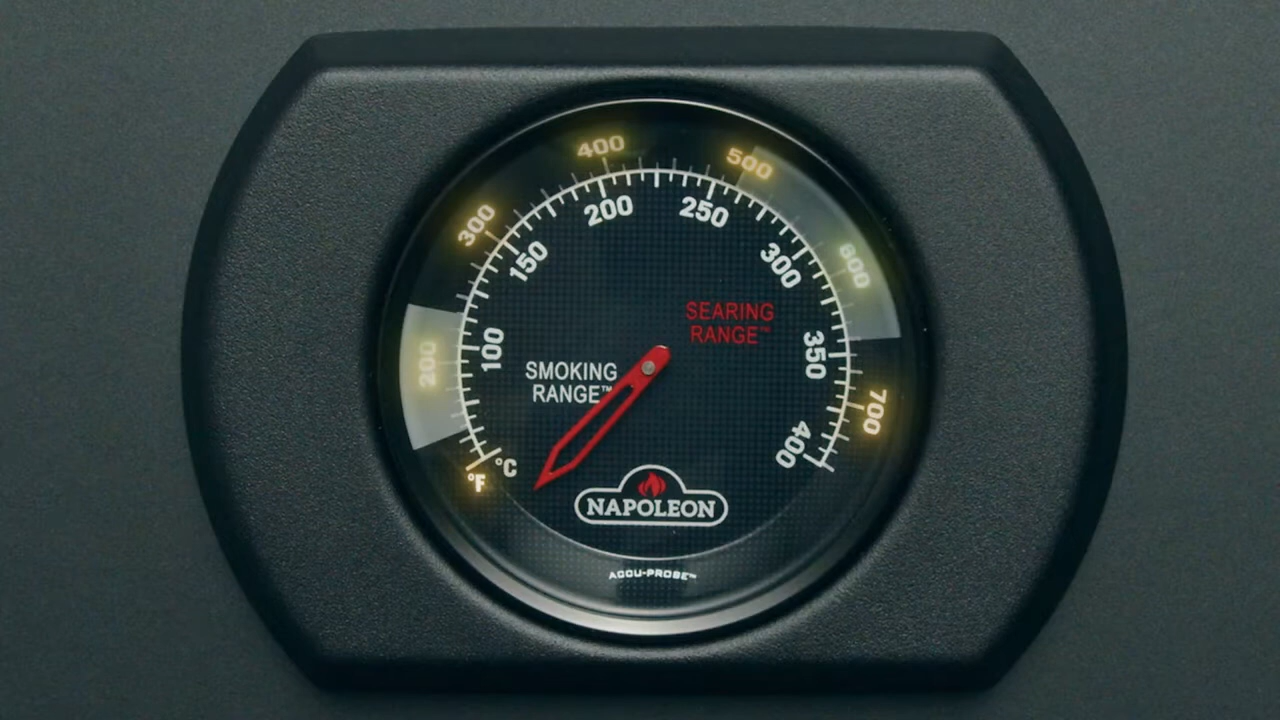 400
500
300
600
200
700
°F
200
250
150
300
100
350
400
°C
SEARING
RANGE™
SMOKING
RANGE™
NAPOLEON
ACCU-PROBE™